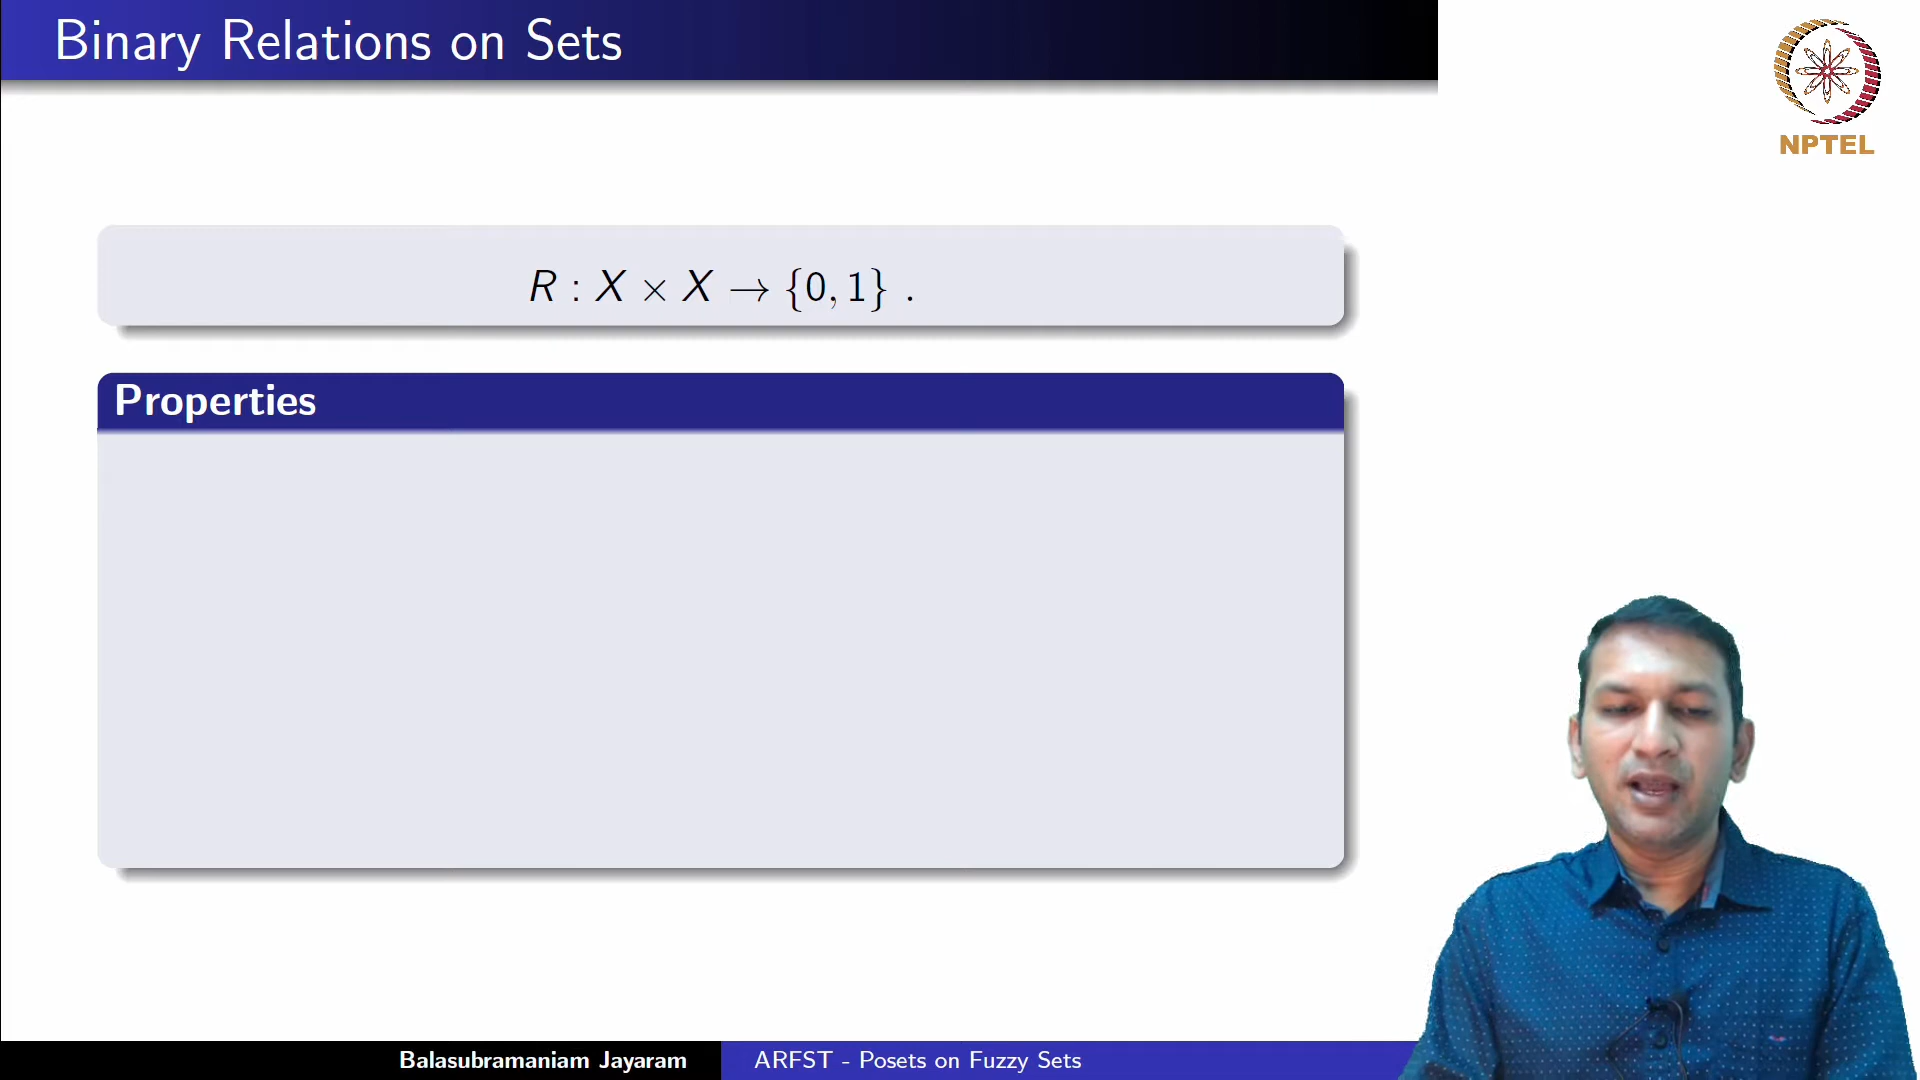 Binary Relations on Sets
NPTEL
R : X × X → {0, 1} .
Properties
Balasubramaniam Jayaram
ARFST - Posets on Fuzzy Sets